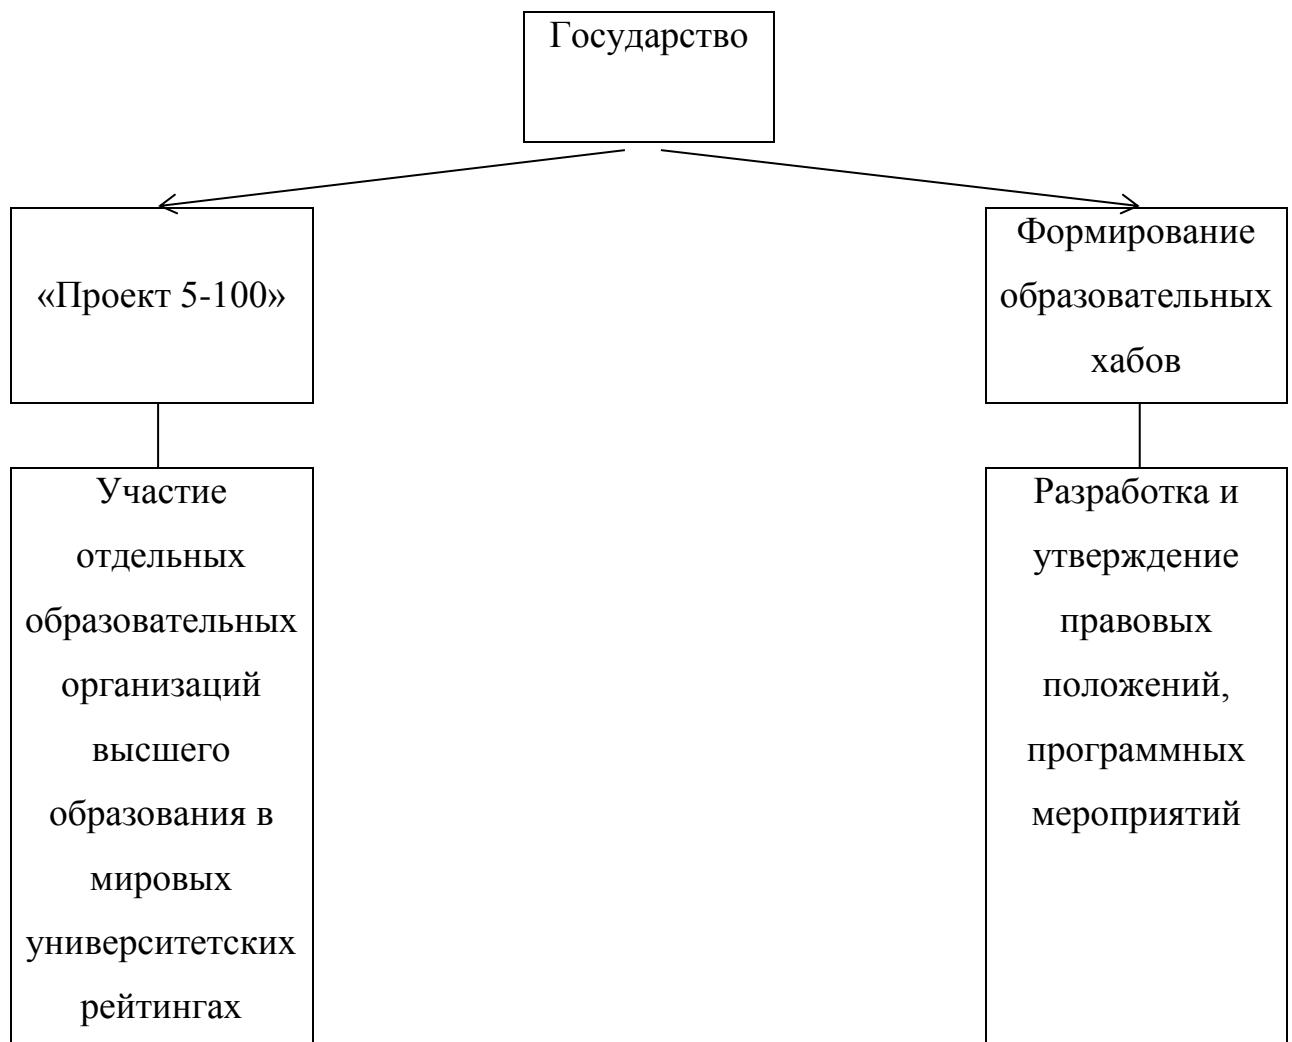 Государство
«Проект 5-100»
Формирование
образовательных
хабов
Участие
отдельных
образовательных
организаций
высшего
образования в
мировых
университетских
рейтингах
Разработка и
утверждение
правовых
положений,
программных
мероприятий